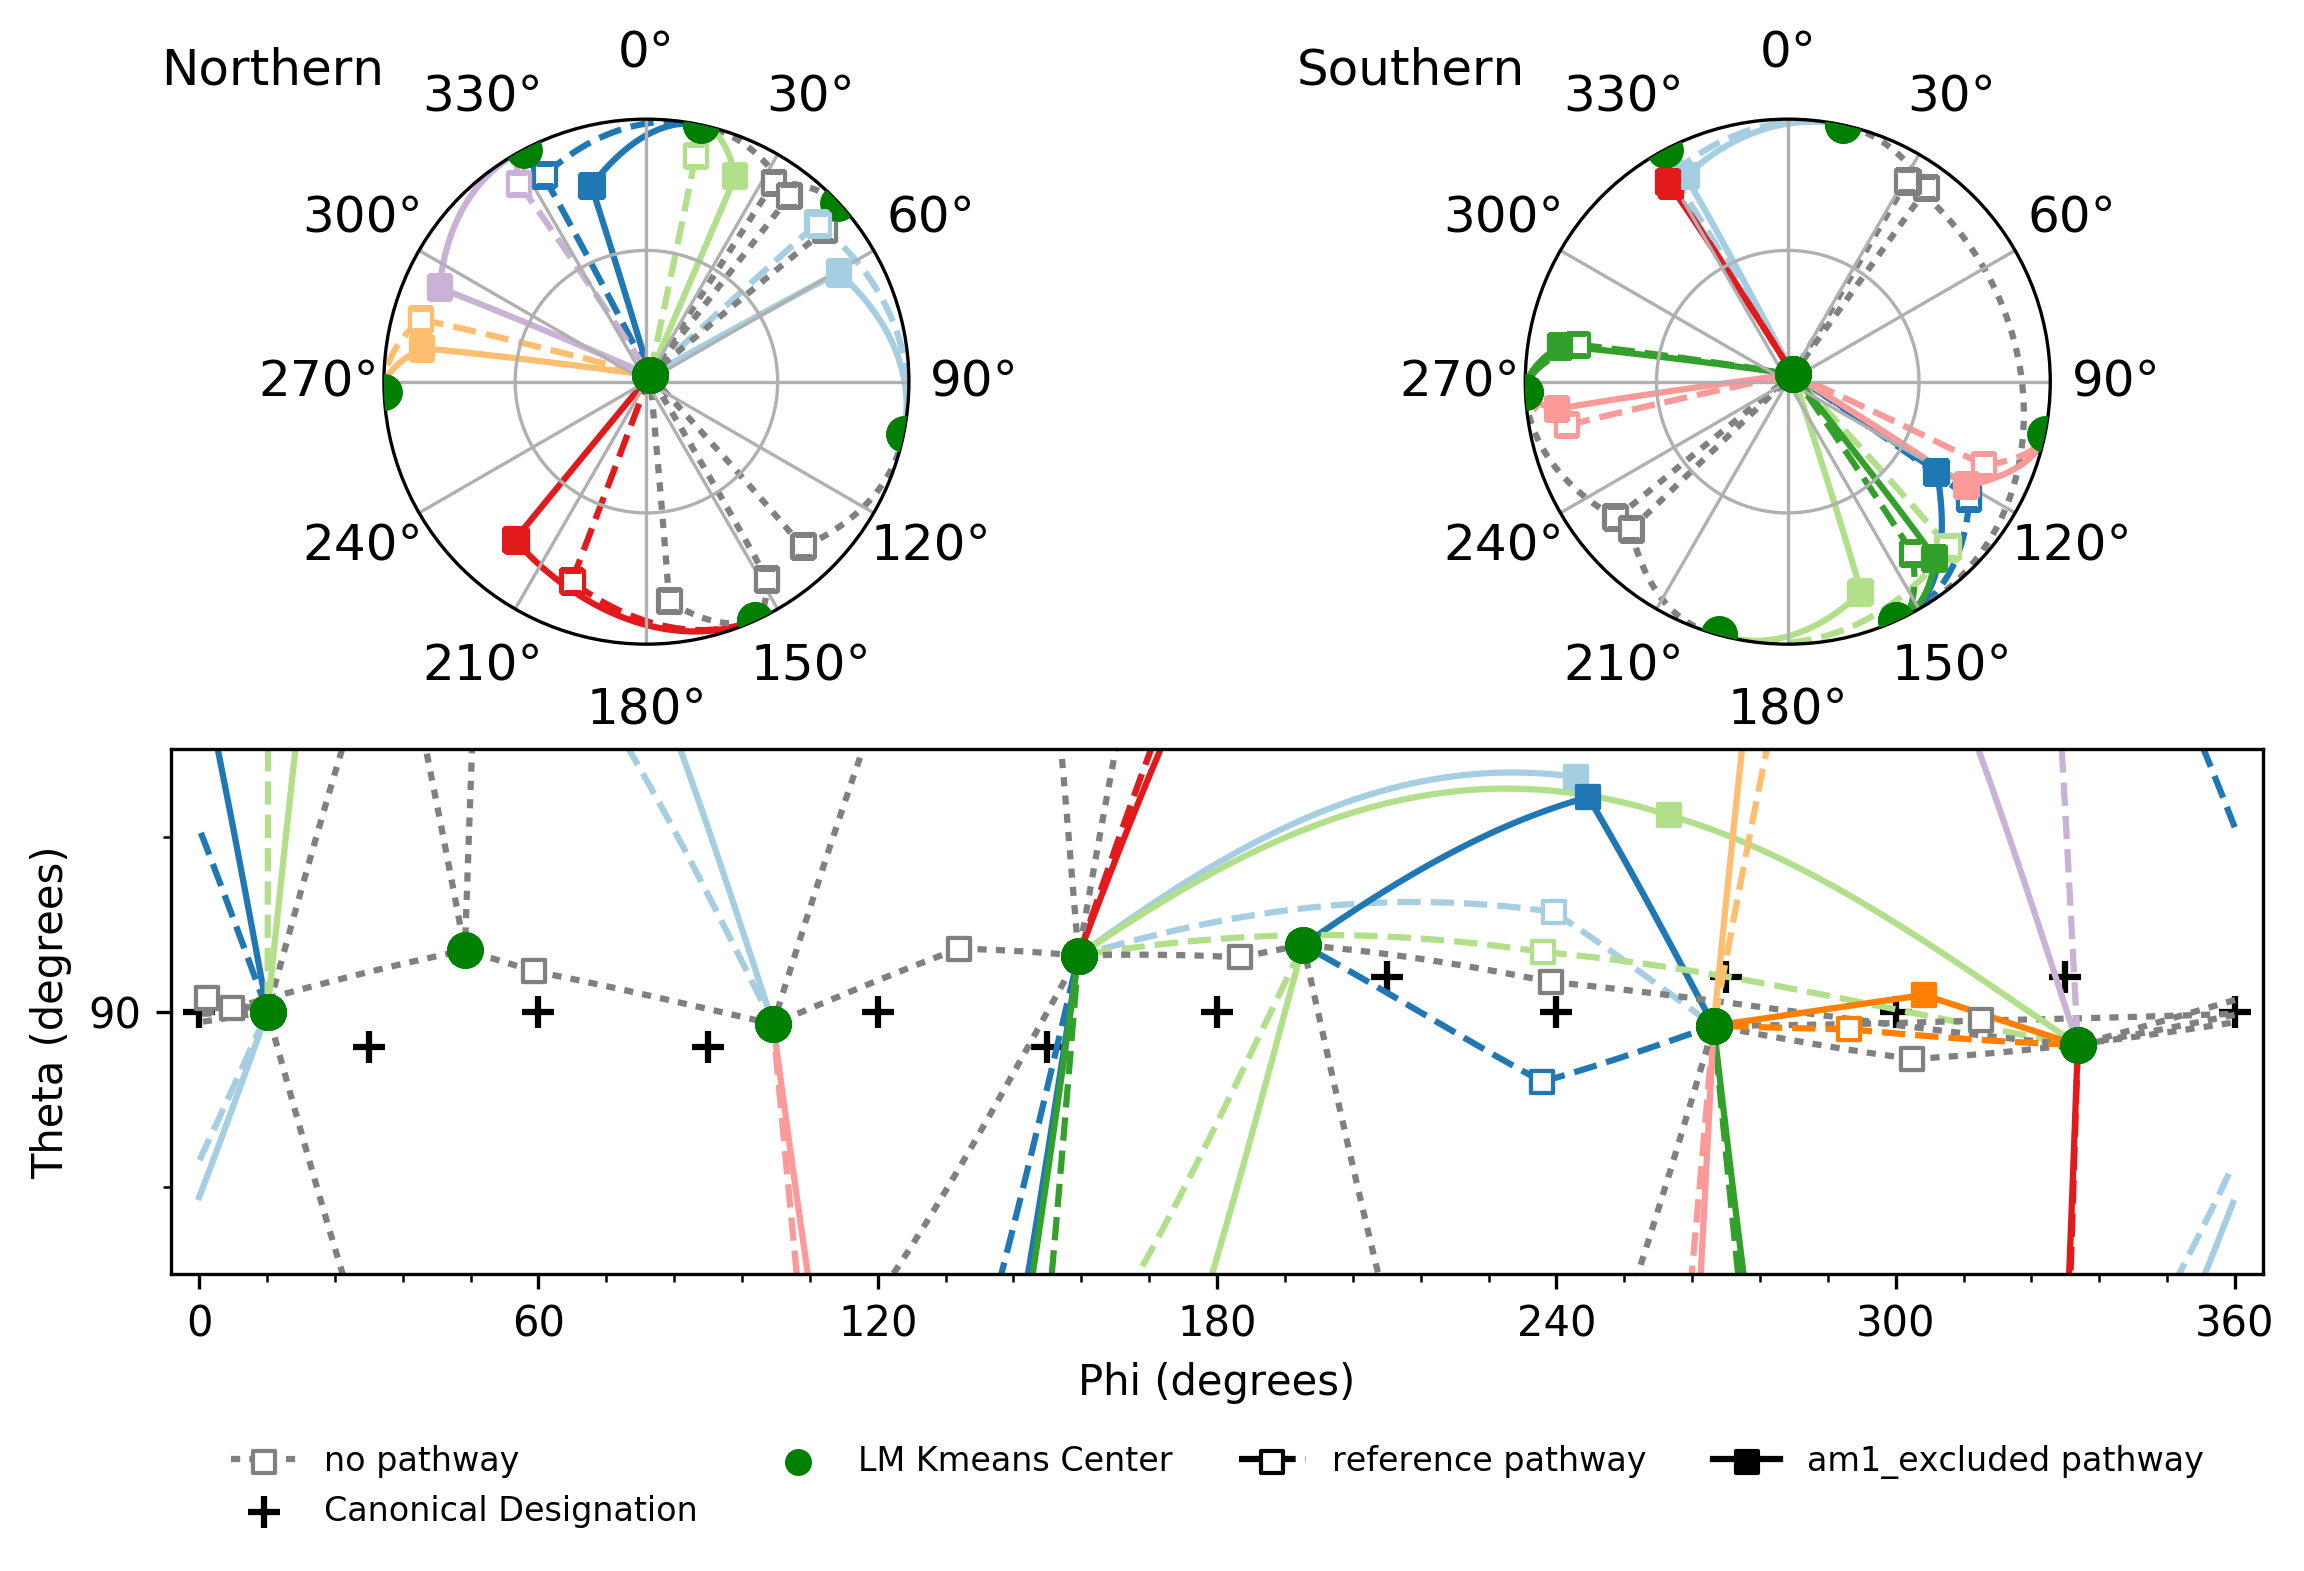 Northern
0°
30°
60°
90°
120°
150°
180°
210°
240°
270°
300°
330°
Southern
0°
30°
60°
90°
120°
150°
180°
210°
240°
270°
300°
330°
Theta (degrees)
90
0 60 120 180 240 300 360
Phi (degrees)
no pathway
Canonical Designation
LM Kmeans Center
reference pathway
am1_excluded pathway